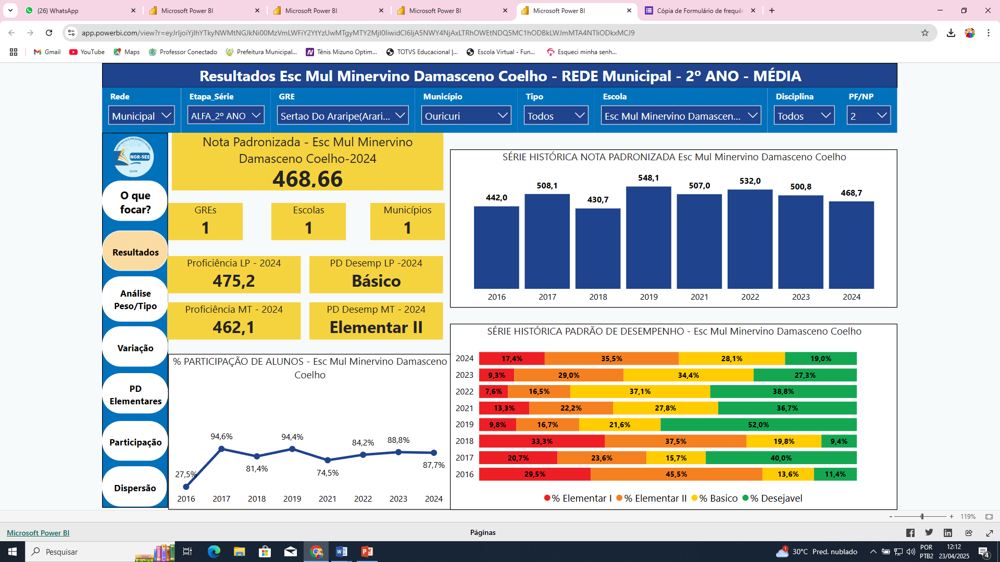 (26) WhatsApp
Microsoft Power BI
Microsoft Power BI
Microsoft Power BI
Microsoft Power BI
Cópia de Formulário de frequên
Gmail
YouTube
Maps
Professor Conectado
Prefeitura Municipal...
Tênis Mizuno Optim...
TOTVS Educacional |...
Escola Virtual - Fun...
Esqueci minha senh...
Resultados Esc Mul Minervino Damasceno Coelho - REDE Municipal - 2º ANO - MÉDIA
Rede
Etapa_Série
GRE
Município
Tipo
Escola
Disciplina
PF/NP
Municipal
ALFA_2º ANO
Sertao Do Araripe(Arari...
Ouricuri
Todos
Esc Mul Minervino Damascen...
Todos
2
NGR-SEE
O que
focar?
Resultados
Análise
Peso/Tipo
Variação
PD
Elementares
Participação
Dispersão
Nota Padronizada - Esc Mul Minervino
Damasceno Coelho-2024
468,66
GREs
1
Escolas
1
Municípios
1
Proficiência LP - 2024
475,2
PD Desemp LP -2024
Básico
Proficiência MT - 2024
462,1
PD Desemp MT - 2024
Elementar II
% PARTICIPAÇÃO DE ALUNOS - Esc Mul Minervino Damasceno
Coelho
27,5%
94,6%
81,4%
94,4%
74,5%
84,2%
88,8%
87,7%
2016 2017 2018 2019 2021 2022 2023 2024
SÉRIE HISTÓRICA NOTA PADRONIZADA Esc Mul Minervino Damasceno Coelho
442,0 508,1 430,7 548,1 507,0 532,0 500,8 468,7
2016 2017 2018 2019 2021 2022 2023 2024
SÉRIE HISTÓRICA PADRÃO DE DESEMPENHO - Esc Mul Minervino Damasceno Coelho
2024 17,4% 35,5% 28,1% 19,0%
2023 9,3% 29,0% 34,4% 27,3%
2022 7,6% 16,5% 37,1% 38,8%
2021 13,3% 22,2% 27,8% 36,7%
2019 9,8% 16,7% 21,6% 52,0%
2018 33,3% 37,5% 19,8% 9,4%
2017 20,7% 23,6% 15,7% 40,0%
2016 29,5% 45,5% 13,6% 11,4%
% Elementar I % Elementar II % Basico % Desejavel
- + 119%
Microsoft Power BI
Páginas
Pesquisar
1
30°C Pred. nublado
POR
PTB2
12:12
23/04/2025
4